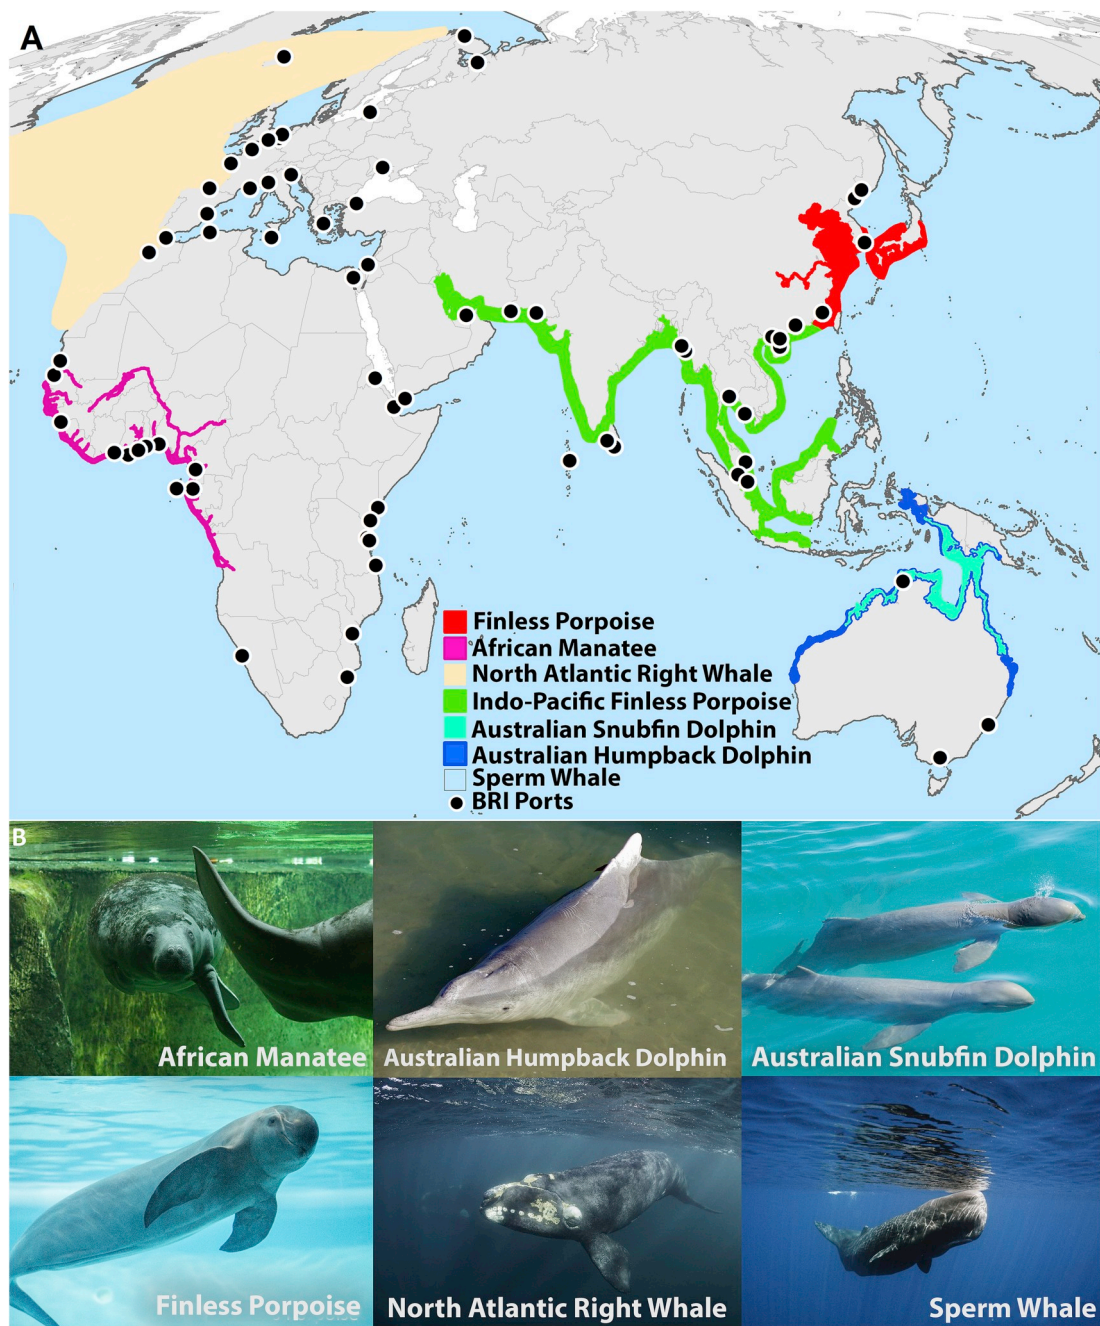 A
Finless Porpoise
African Manatee
North Atlantic Right Whale
Indo-Pacific Finless Porpoise
Australian Snubfin Dolphin
Australian Humpback Dolphin
Sperm Whale
BRI Ports
B
African Manatee
Australian Humpback Dolphin
Australian Snubfin Dolphin
Finless Porpoise
North Atlantic Right Whale
Sperm Whale